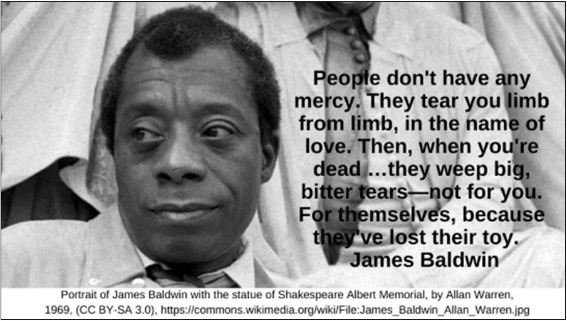 People don't have any
mercy. They tear you limb
from limb, in the name of
love. Then, when you're
dead ...they weep big,
bitter tears—not for you.
For themselves, because
they've lost their toy.
James Baldwin
Portrait of James Baldwin with the statue of Shakespeare Albert Memorial, by Allan Warren,
1969, (CC BY-SA 3.0), https://commons.wikimedia.org/wiki/File:James_Baldwin_Allan_Warren.jpg